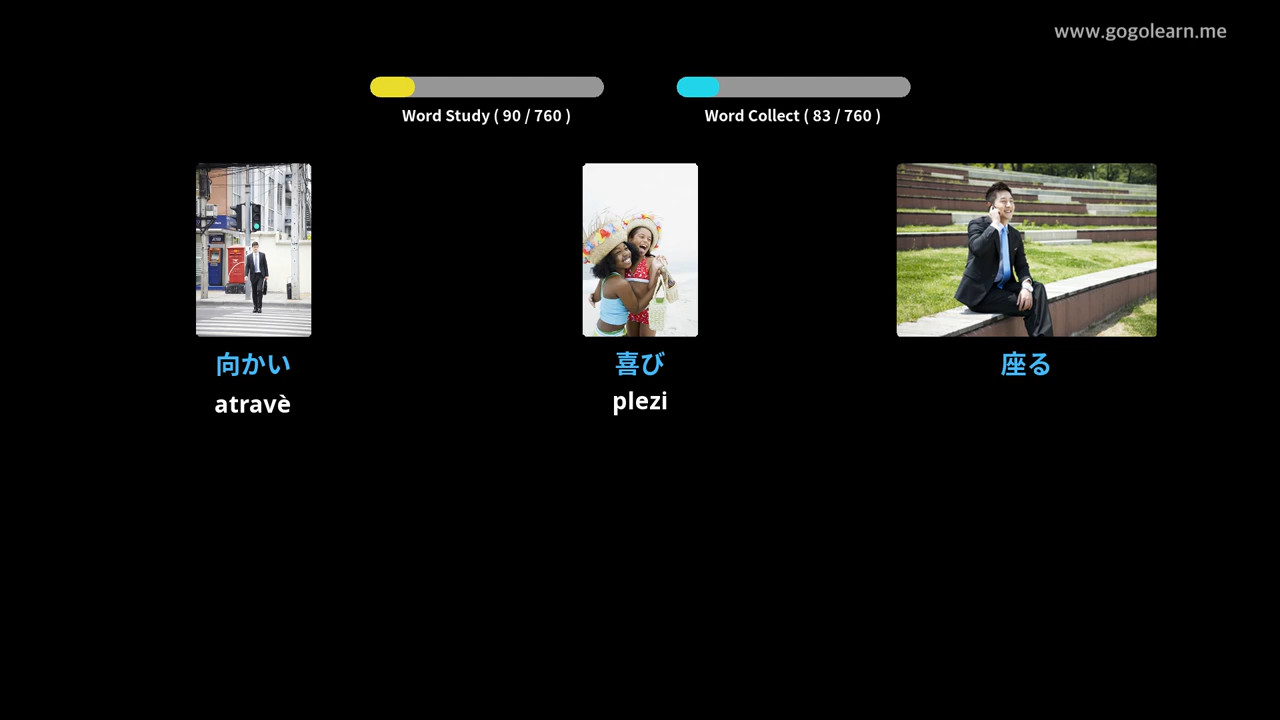 www.gogolearn.me
Word Study ( 90 / 760 )
Word Collect ( 83 / 760 )
向かい
喜び
座る
atravè
plezi